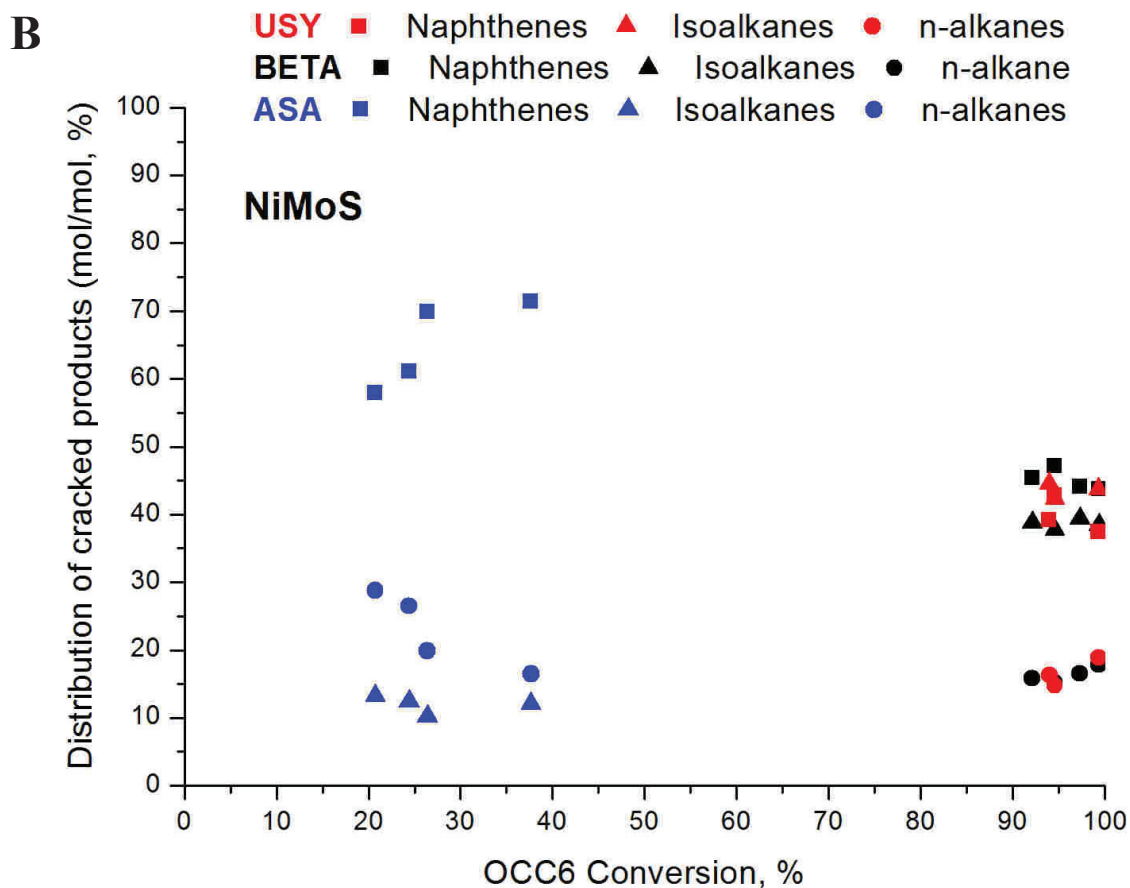 B
USY Naphthenes Isoalkanes n-alkanes
BETA Naphthenes Isoalkanes n-alkane
ASA Naphthenes Isoalkanes n-alkanes
NiMoS
Distribution of cracked products (mol/mol, %)
100
90
80
70
60
50
40
30
20
10
0
0 10 20 30 40 50 60 70 80 90 100
OCC6 Conversion, %